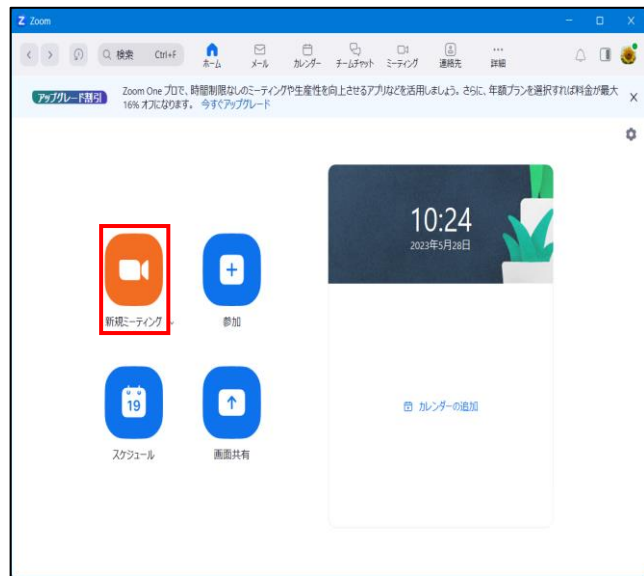 Zoom
検索 Ctrl+F
ホーム
メール
カレンダー
チームチャット
ミーティング
連絡先
詳細
アップグレード割引
Zoom One プロで、時間制限なしのミーティングや生産性を向上させるアプリなどを活用しましょう。さらに、年額プランを選択すれば料金が最大
16% オフになります。 今すぐアップグレード
10:24
2023年5月28日
新規ミーティング
参加
19
スケジュール
画面共有
カレンダーの追加